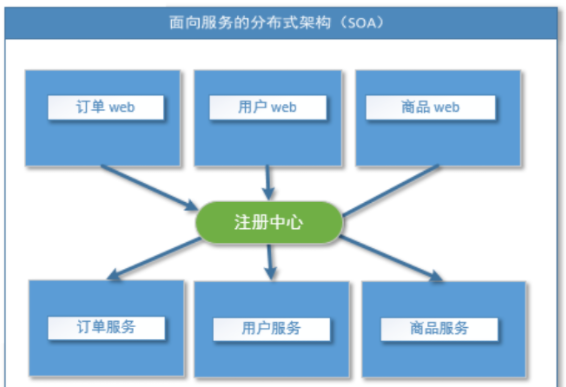 面向服务的分布式架构（SOA）
订单 web
用户 web
商品 web
注册中心
订单服务
用户服务
商品服务